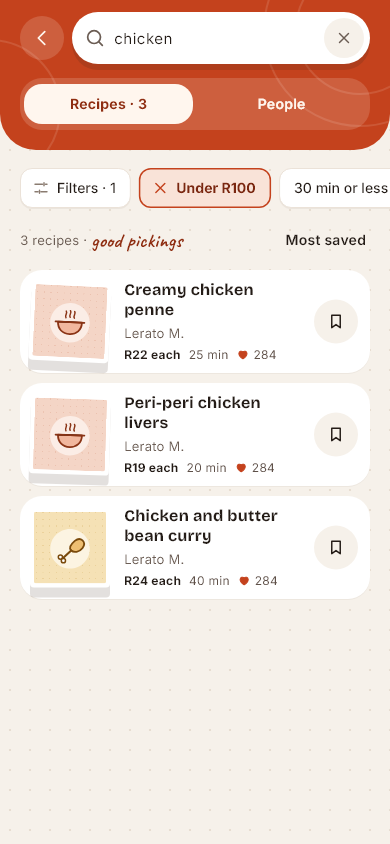 chicken
Recipes · 3
People
Filters · 1
Under R100
30 min or less
3 recipes · good pickings
Most saved
Creamy chicken
penne
Lerato M.
R22 each 25 min 284
Peri-peri chicken
livers
Lerato M.
R19 each 20 min 284
Chicken and butter
bean curry
Lerato M.
R24 each 40 min 284